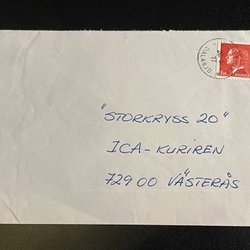 "STORKRYSS 20"
ICA-KURIREN
729 00 VÄSTERÅS